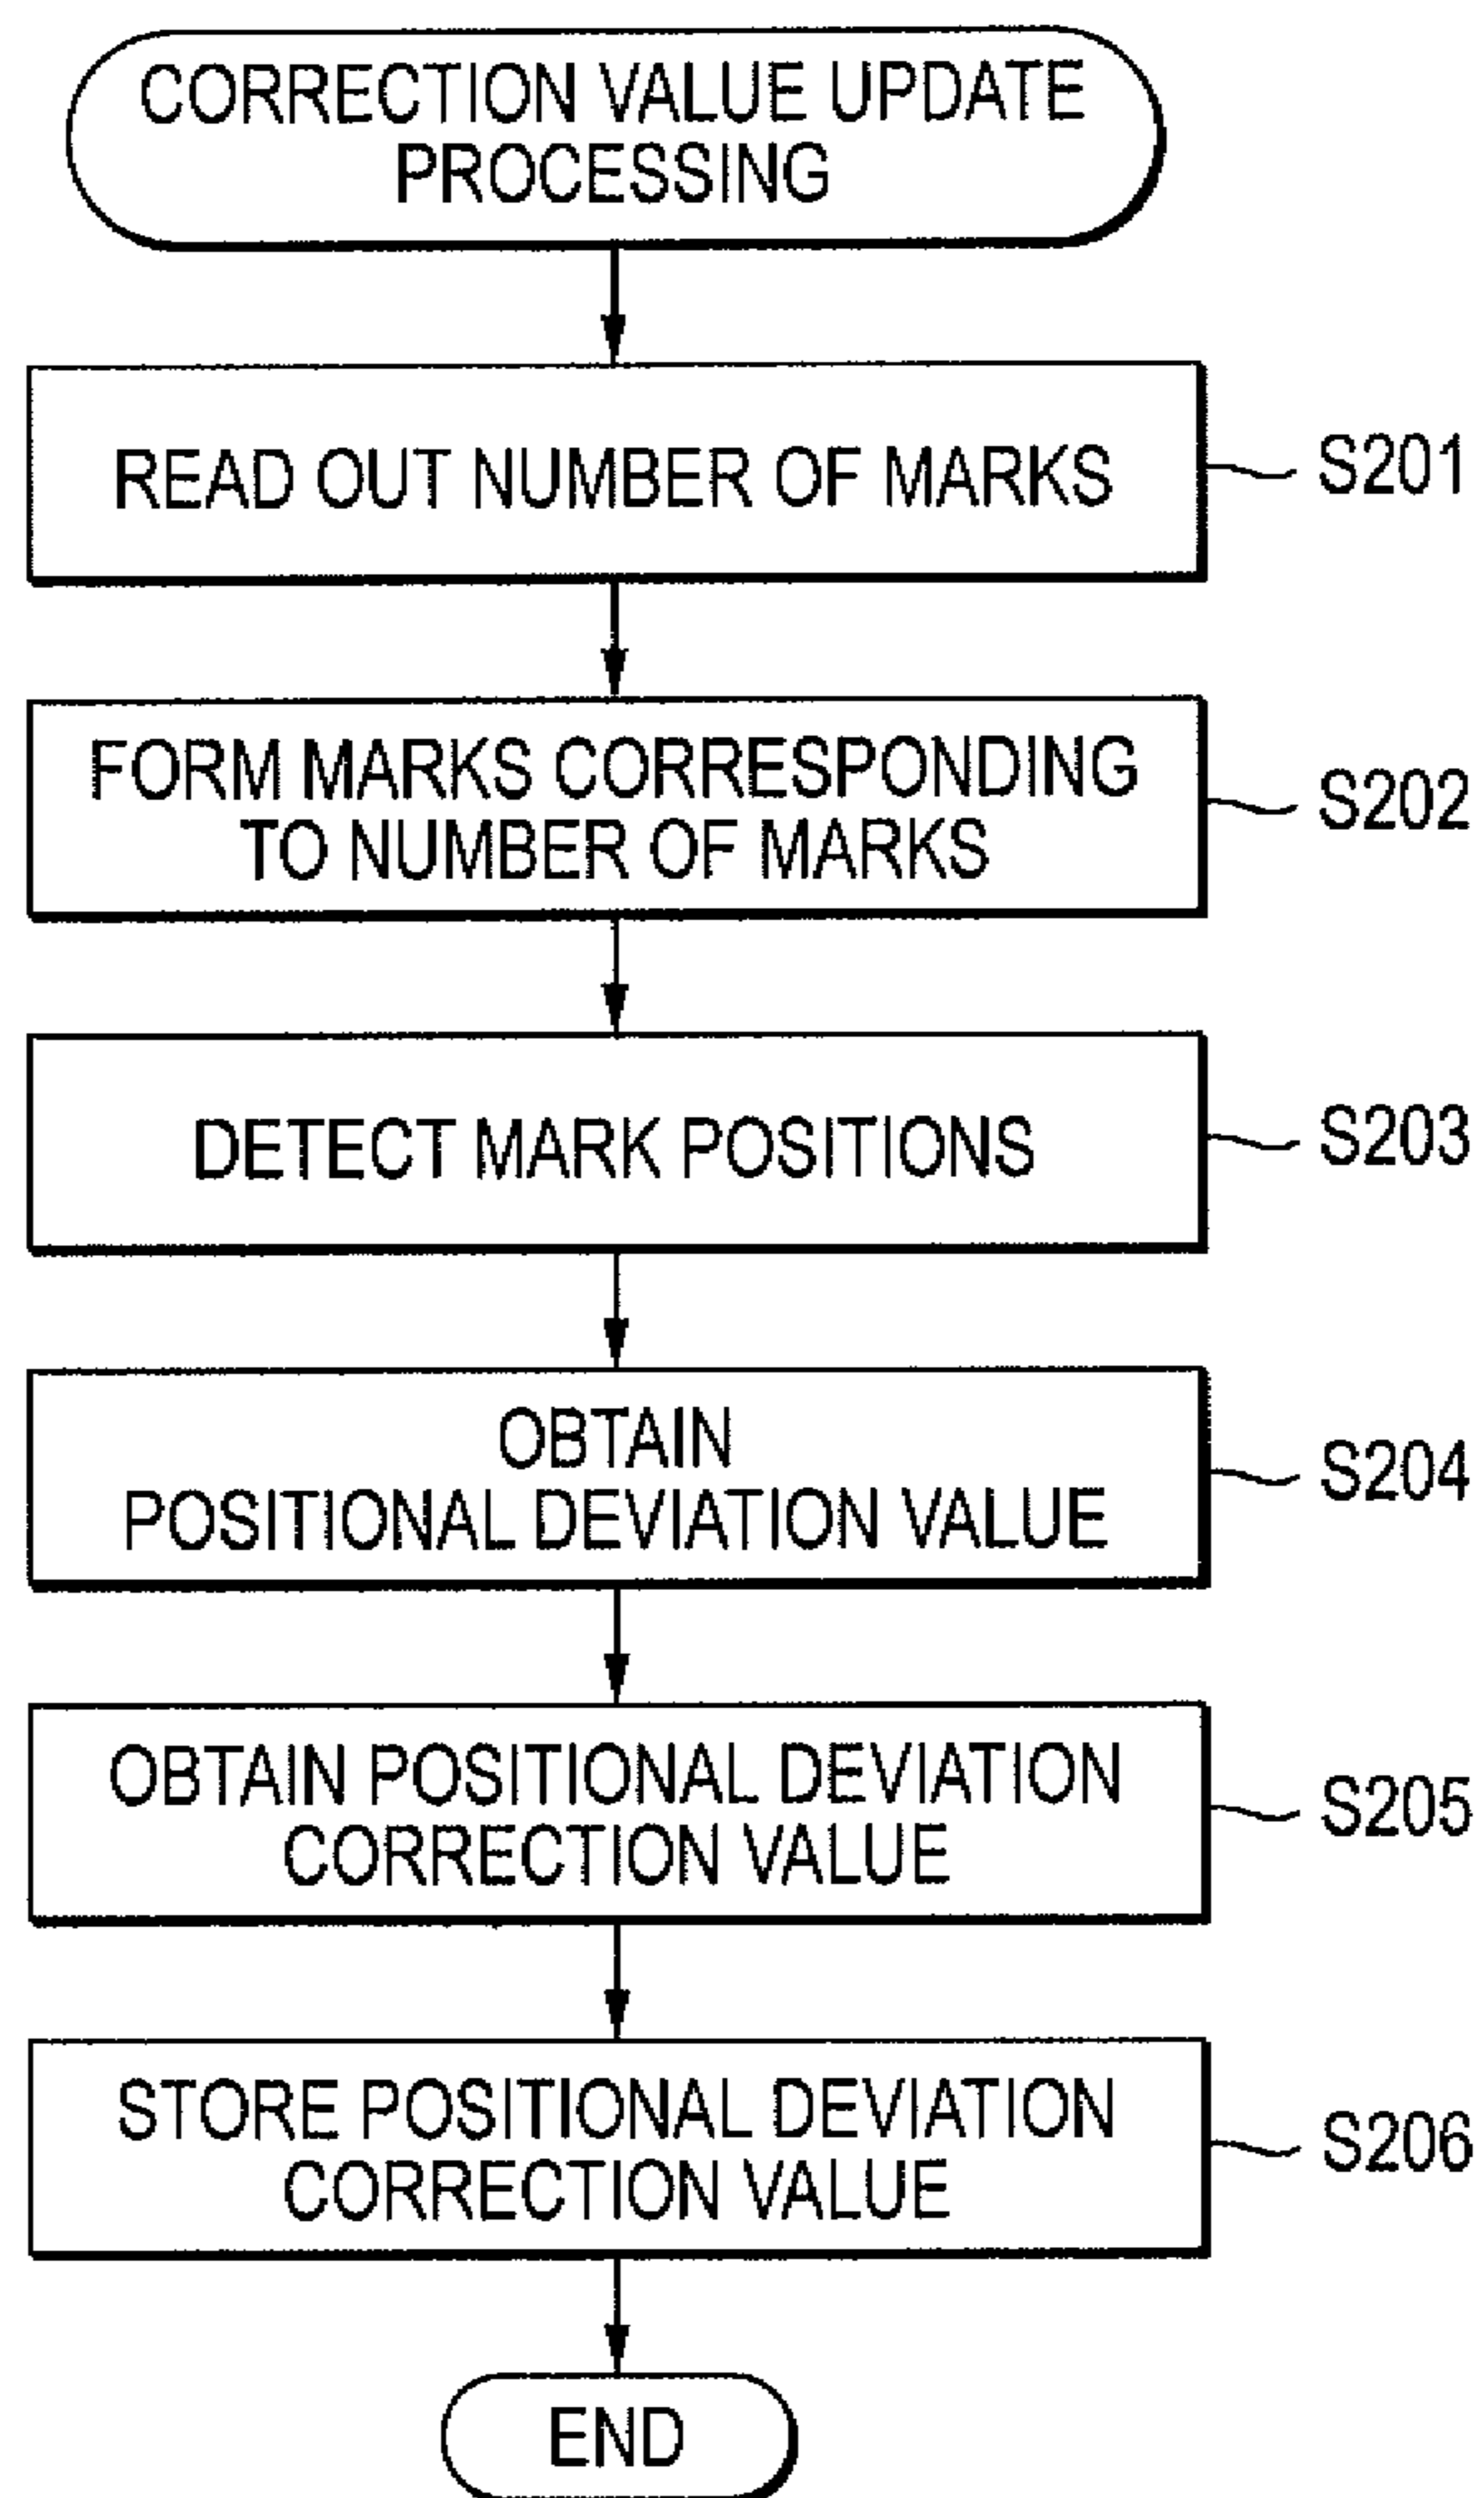 CORRECTION VALUE UPDATE
PROCESSING
READ OUT NUMBER OF MARKS
S201
FORM MARKS CORRESPONDING
TO NUMBER OF MARKS
S202
DETECT MARK POSITIONS
S203
OBTAIN
POSITIONAL DEVIATION VALUE
S204
OBTAIN POSITIONAL DEVIATION
CORRECTION VALUE
S205
STORE POSITIONAL DEVIATION
CORRECTION VALUE
S206
END